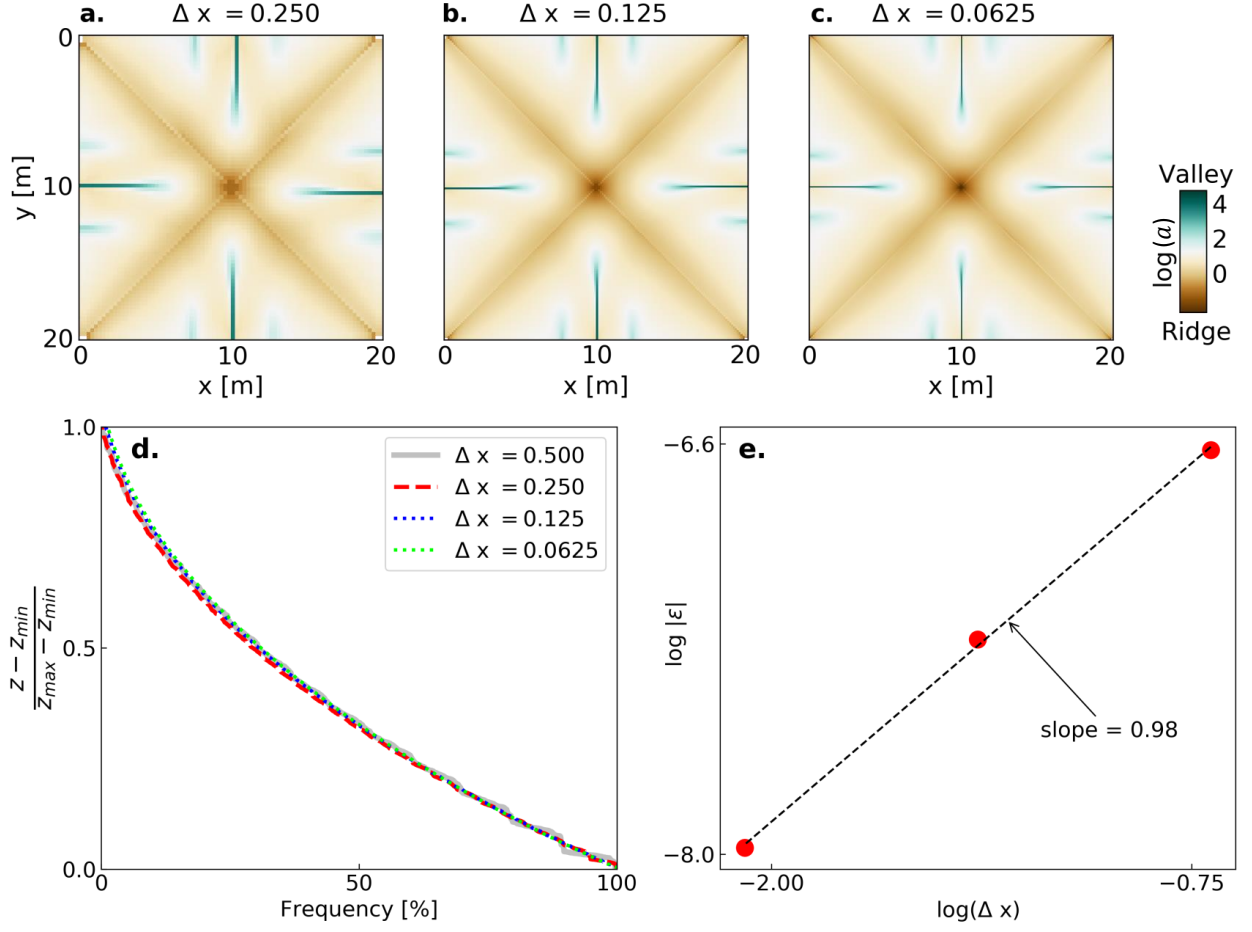 a. Δ x = 0.250
b. Δ x = 0.125
c. Δ x = 0.0625
0
10
20
y [m]
0 10 20
x [m]
0 10 20
x [m]
0 10 20
x [m]
Valley
4
2
0
log(a)
Ridge
d.
1.0
0.5
0.0
z − z_min
z_max − z_min
Δ x = 0.500
Δ x = 0.250
Δ x = 0.125
Δ x = 0.0625
0 50 100
Frequency [%]
e.
−6.6
−8.0
log |ε|
slope = 0.98
−2.00 −0.75
log(Δ x)